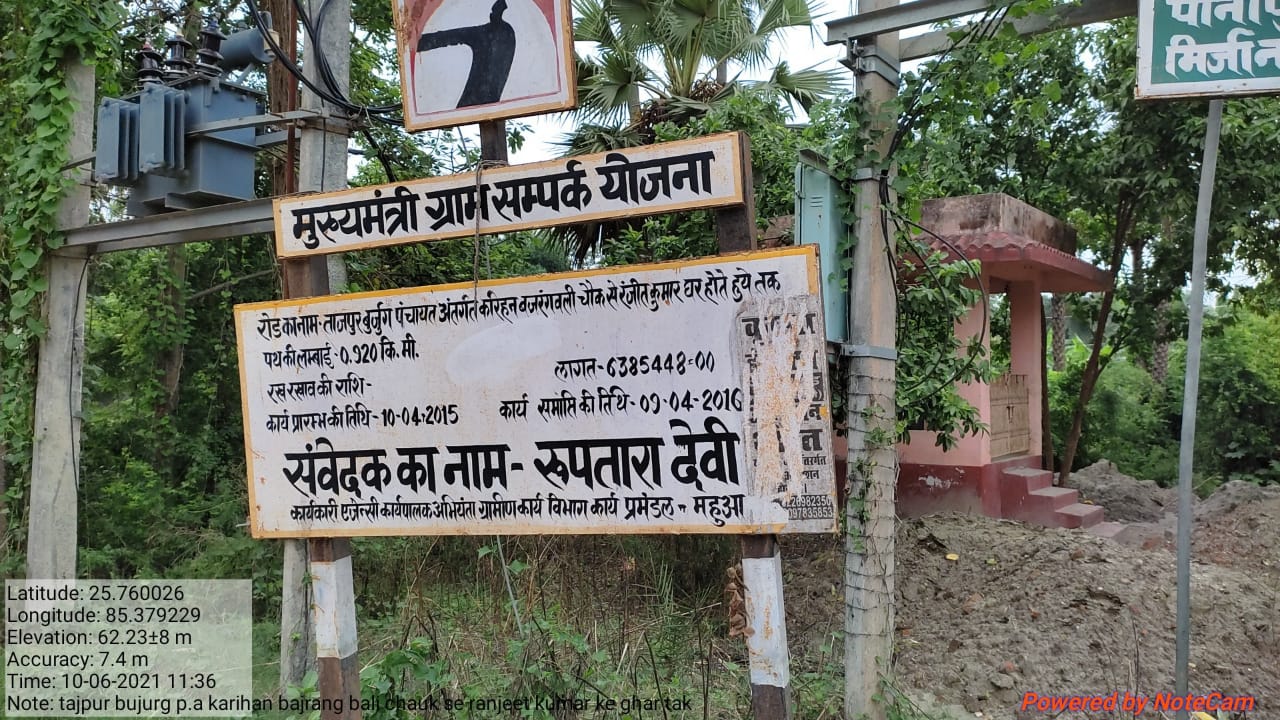 मुख्यमंत्री ग्राम सम्पर्क योजना
रोड का नाम- ताजपुर बुर्जुग पंचायत अंतर्गत करिहन बजरंगवली चौक से रंजीत कुमार घर होते हुये तक
पथ की लम्बाई - 0.920 कि.मी.
लागत-6385448=00
रख रखाव की राशि-
कार्य प्रारम्भ की तिथि-10-04-2015 कार्य समाप्ति की तिथि-09-04-2016
संवेदक का नाम- रूपतारा देवी
कार्यकारी एजेन्सी कार्यपालक अभियंता ग्रामीण कार्य विभाग कार्य प्रमंडल - महुआ
Latitude: 25.760026
Longitude: 85.379229
Elevation: 62.23±8 m
Accuracy: 7.4 m
Time: 10-06-2021 11:36
Note: tajpur bujurg p.a karihan bajrang bali chauk se ranjeet kumar ke ghar tak
Powered by NoteCam